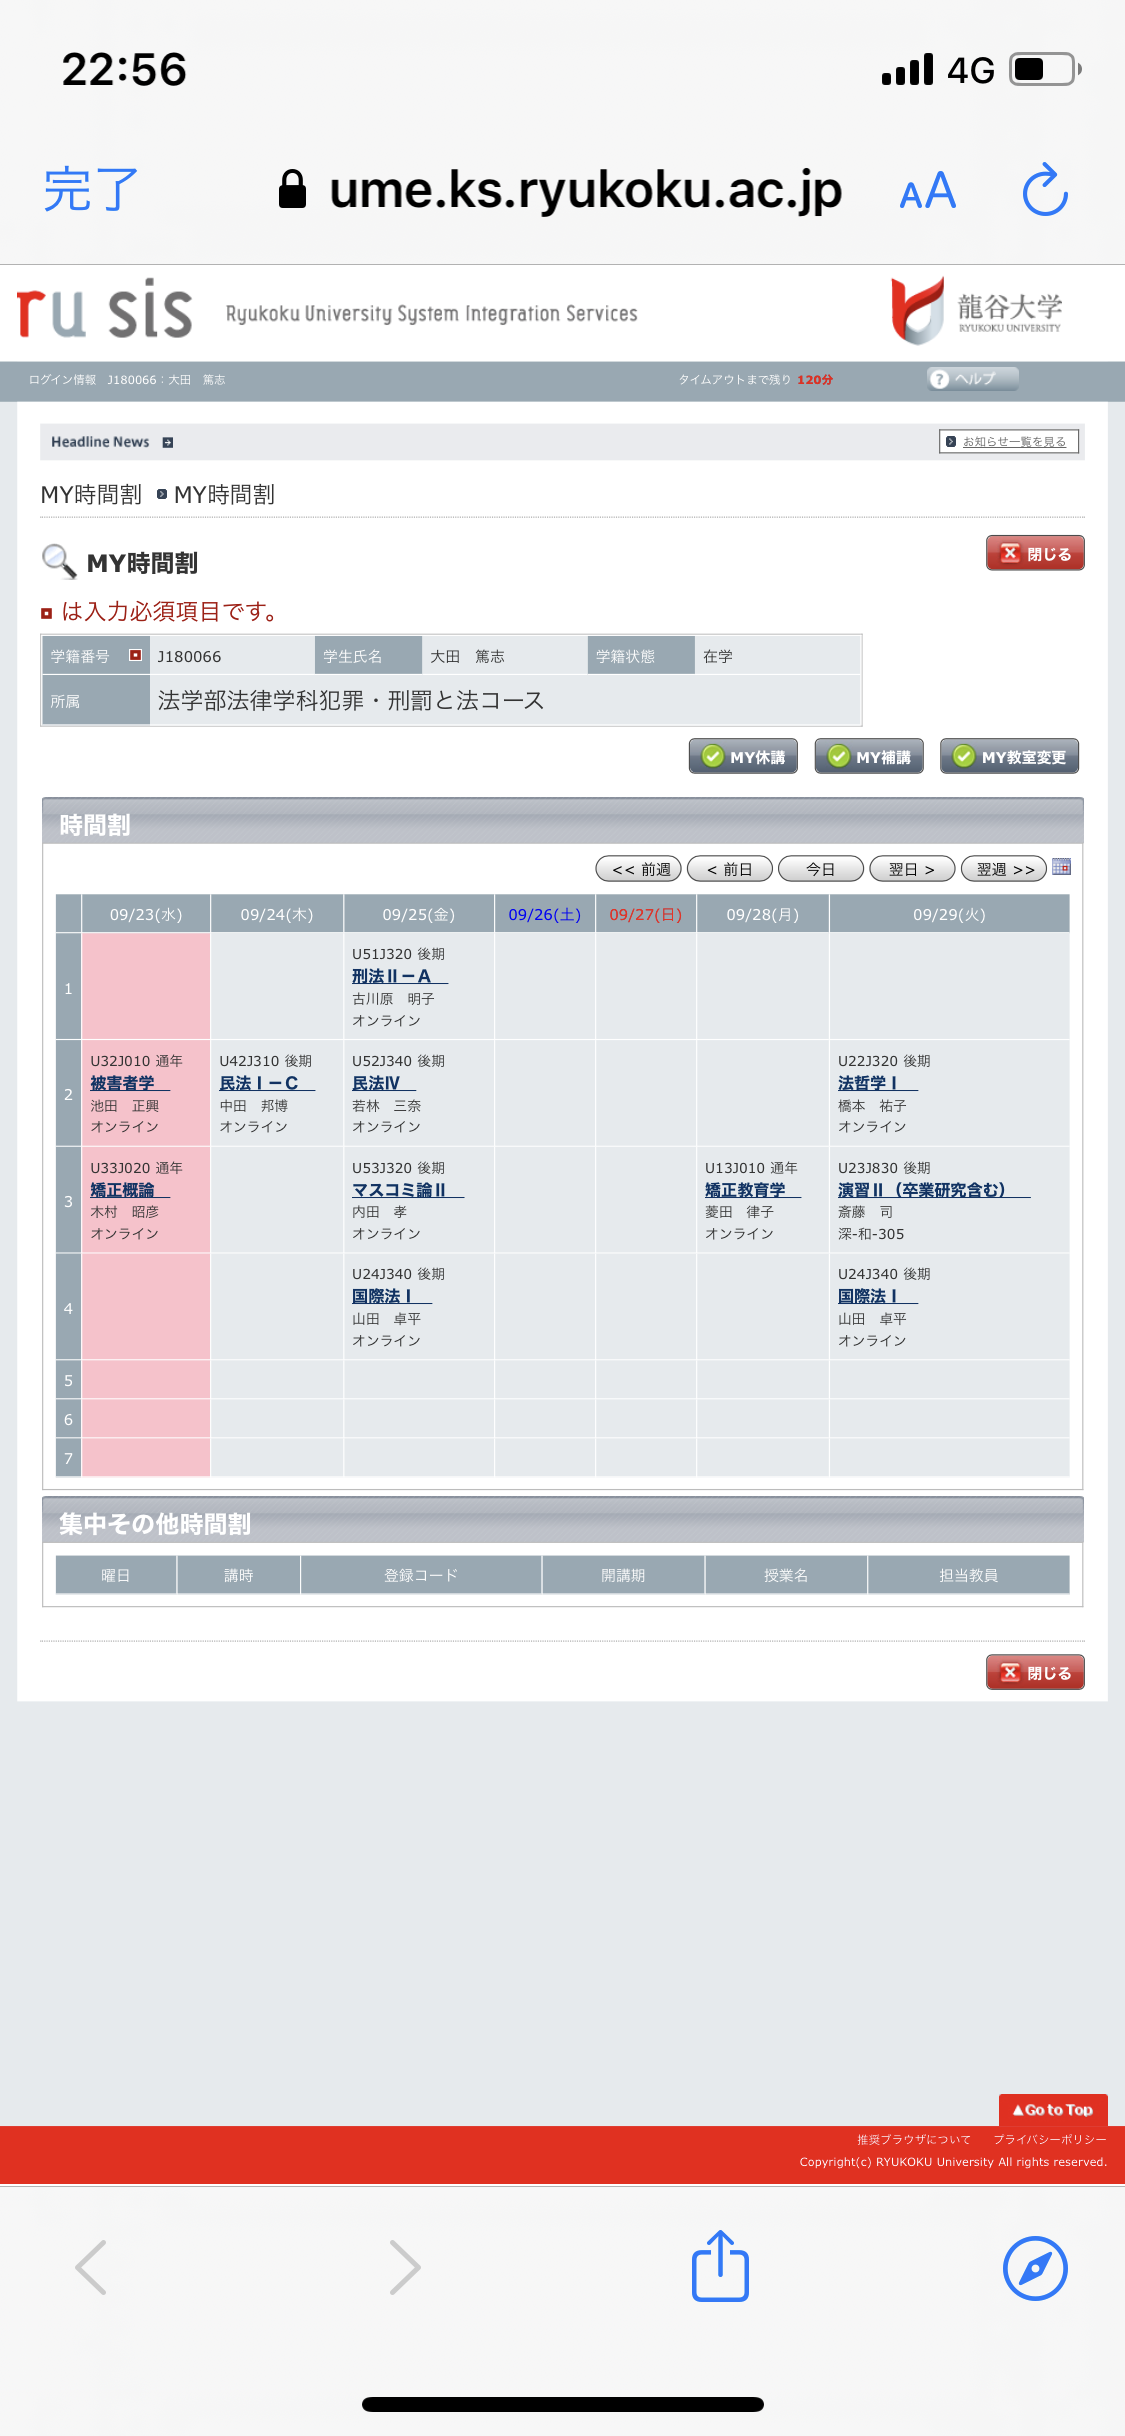 22:56
4G
完了
ume.ks.ryukoku.ac.jp
AA
ru sis
Ryukoku University System Integration Services
龍谷大学
RYUKOKU UNIVERSITY
ログイン情報 J180066：大田 篤志
タイムアウトまで残り 120分
? ヘルプ
Headline News
お知らせ一覧を見る
MY時間割 MY時間割
MY時間割
閉じる
は入力必須項目です。
学籍番号 J180066 学生氏名 大田 篤志 学籍状態 在学
所属 法学部法律学科犯罪・刑罰と法コース
MY休講 MY補講 MY教室変更
時間割
<< 前週 < 前日 今日 翌日 > 翌週 >>
09/23(水) 09/24(木) 09/25(金) 09/26(土) 09/27(日) 09/28(月) 09/29(火)
1
U51J320 後期
刑法Ⅱ－A
古川原 明子
オンライン
2
U32J010 通年
被害者学
池田 正興
オンライン
U42J310 後期
民法Ⅰ－C
中田 邦博
オンライン
U52J340 後期
民法Ⅳ
若林 三奈
オンライン
U22J320 後期
法哲学Ⅰ
橋本 祐子
オンライン
3
U33J020 通年
矯正概論
木村 昭彦
オンライン
U53J320 後期
マスコミ論Ⅱ
内田 孝
オンライン
U13J010 通年
矯正教育学
菱田 律子
オンライン
U23J830 後期
演習Ⅱ（卒業研究含む）
斎藤 司
深-和-305
4
U24J340 後期
国際法Ⅰ
山田 卓平
オンライン
U24J340 後期
国際法Ⅰ
山田 卓平
オンライン
5
6
7
集中その他時間割
曜日 講時 登録コード 開講期 授業名 担当教員
閉じる
▲Go to Top
推奨ブラウザについて プライバシーポリシー
Copyright(c) RYUKOKU University All rights reserved.